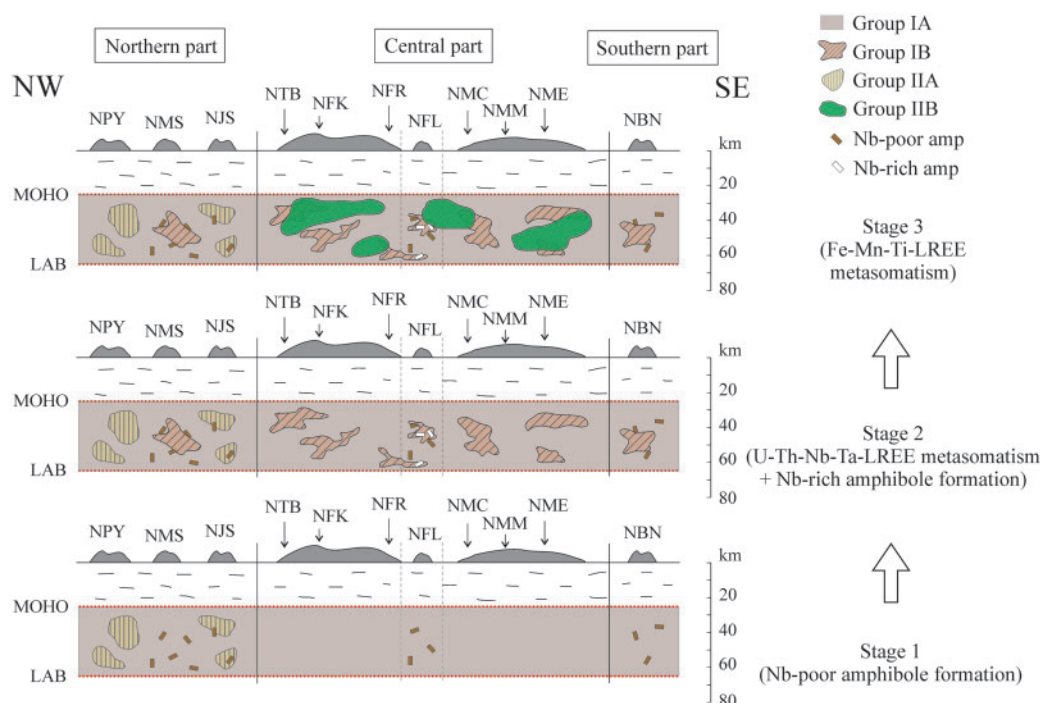 Northern part
Central part
Southern part
Group IA
Group IB
Group IIA
Group IIB
Nb-poor amp
Nb-rich amp
NW
SE
NPY NMS NJS NTB NFK NFR NFL NMC NMM NME NBN
km
20
40
60
80
MOHO
LAB
Stage 3
(Fe-Mn-Ti-LREE
metasomatism)
NPY NMS NJS NTB NFK NFR NFL NMC NMM NME NBN
km
20
40
60
80
MOHO
LAB
Stage 2
(U-Th-Nb-Ta-LREE metasomatism
+ Nb-rich amphibole formation)
NPY NMS NJS NTB NFK NFR NFL NMC NMM NME NBN
km
20
40
60
80
MOHO
LAB
Stage 1
(Nb-poor amphibole formation)